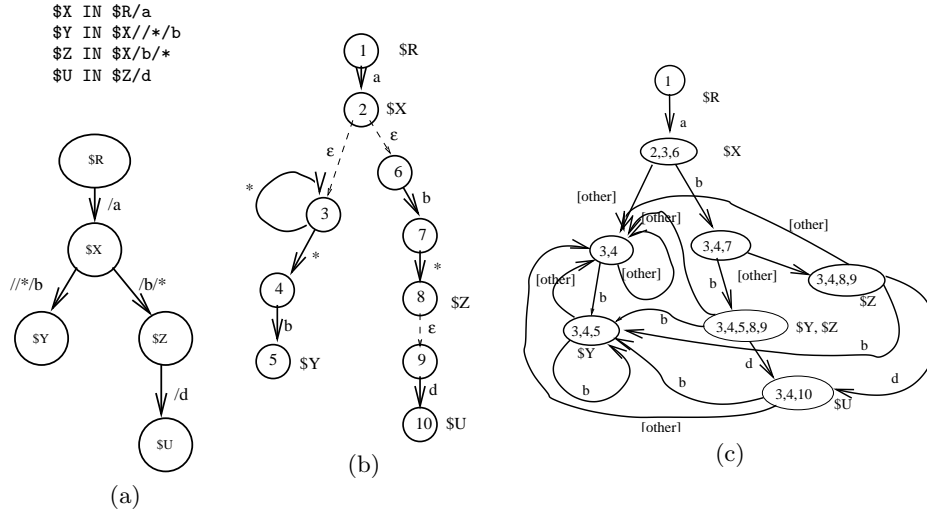 $X IN $R/a
$Y IN $X//*/b
$Z IN $X/b/*
$U IN $Z/d
$R
/a
$X
//*/b
/b/*
$Y
$Z
/d
$U
(a)
1
$R
a
2
$X
ε
ε
6
*
3
b
7
*
*
4
8
$Z
b
ε
5
$Y
9
d
10
$U
(b)
1
$R
a
2,3,6
$X
[other]
b
[other]
[other]
3,4
3,4,7
[other]
[other]
[other]
3,4,8,9
$Z
b
b
b
3,4,5
$Y
3,4,5,8,9
$Y, $Z
b
b
b
d
d
3,4,10
$U
[other]
(c)